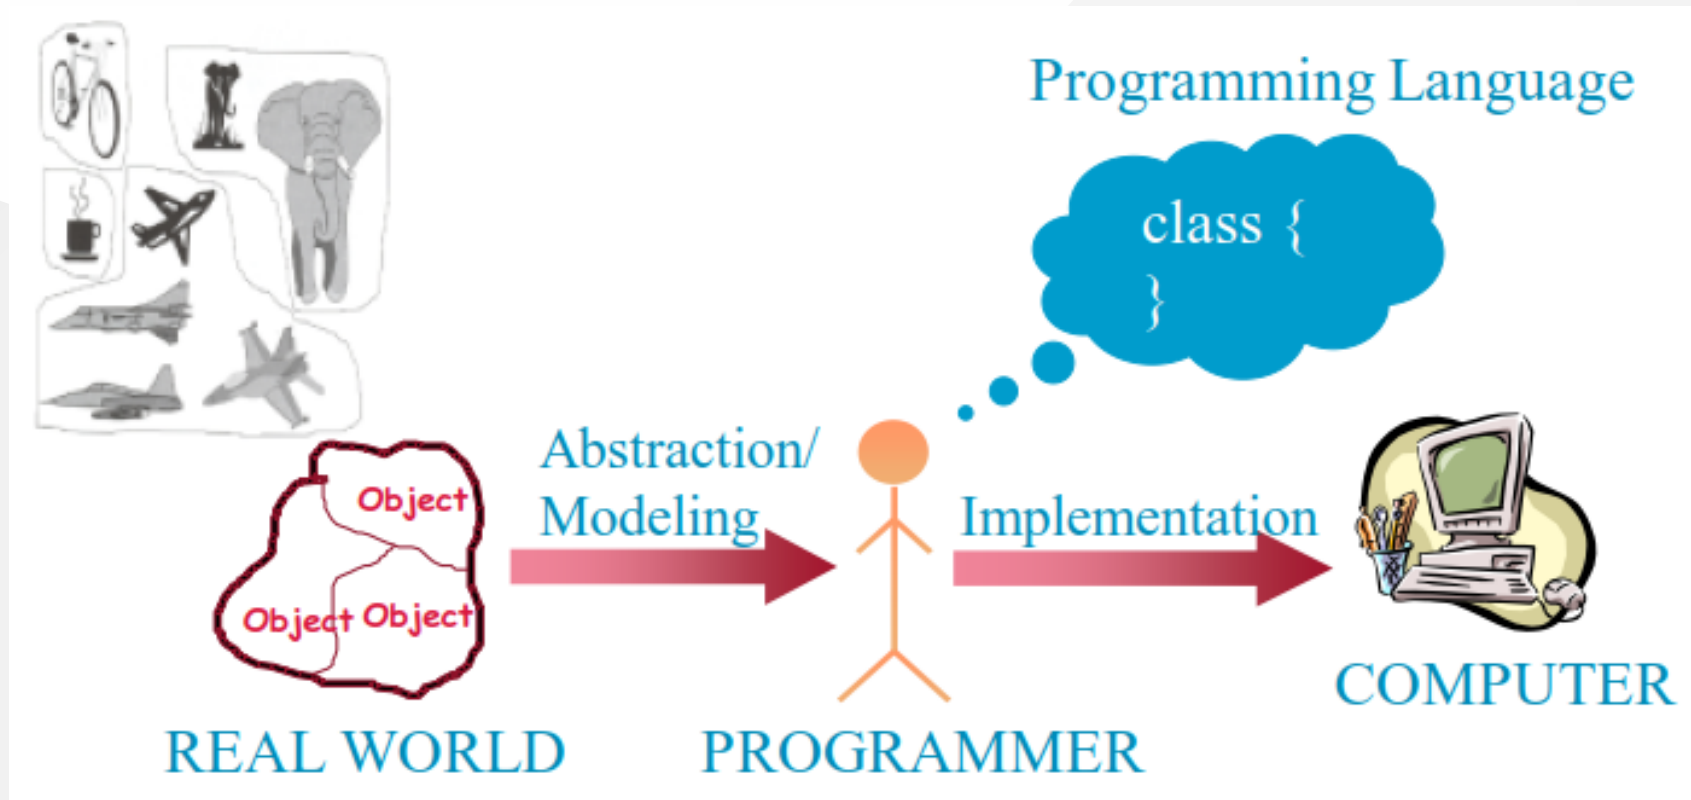 Programming Language
class {
}
Abstraction/
Modeling
Implementation
Object
Object
Object
REAL WORLD
PROGRAMMER
COMPUTER